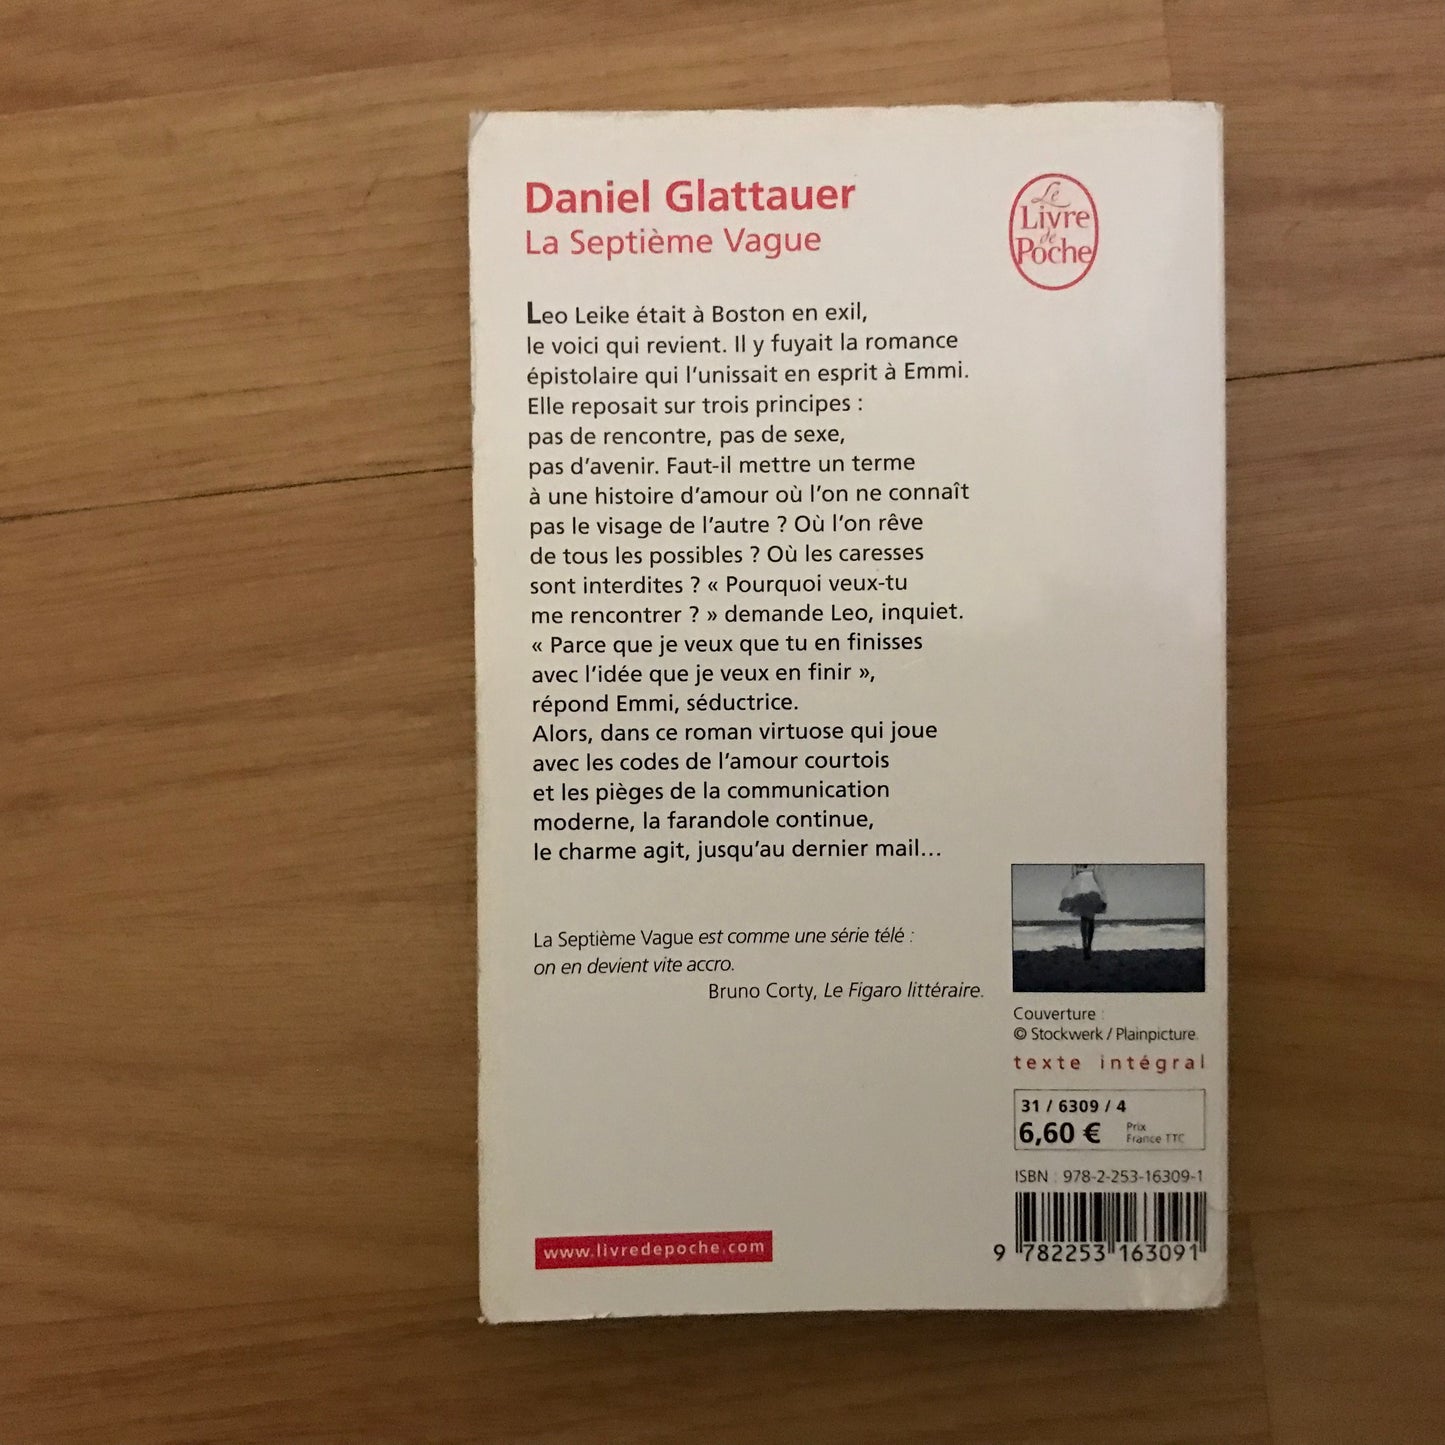 Daniel Glattauer
La Septième Vague
Le
Livre
de
Poche
Leo Leike était à Boston en exil,
le voici qui revient. Il y fuyait la romance
épistolaire qui l'unissait en esprit à Emmi.
Elle reposait sur trois principes :
pas de rencontre, pas de sexe,
pas d'avenir. Faut-il mettre un terme
à une histoire d'amour où l'on ne connaît
pas le visage de l'autre ? Où l'on rêve
de tous les possibles ? Où les caresses
sont interdites ? « Pourquoi veux-tu
me rencontrer ? » demande Leo, inquiet.
« Parce que je veux que tu en finisses
avec l'idée que je veux en finir »,
répond Emmi, séductrice.
Alors, dans ce roman virtuose qui joue
avec les codes de l'amour courtois
et les pièges de la communication
moderne, la farandole continue,
le charme agit, jusqu'au dernier mail...
La Septième Vague est comme une série télé :
on en devient vite accro.
Bruno Corty, Le Figaro littéraire.
Couverture :
© Stockwerk / Plainpicture.
texte intégral
31 / 6309 / 4
6,60 € Prix
France TTC
ISBN : 978-2-253-16309-1
9 782253 163091
www.livredepoche.com